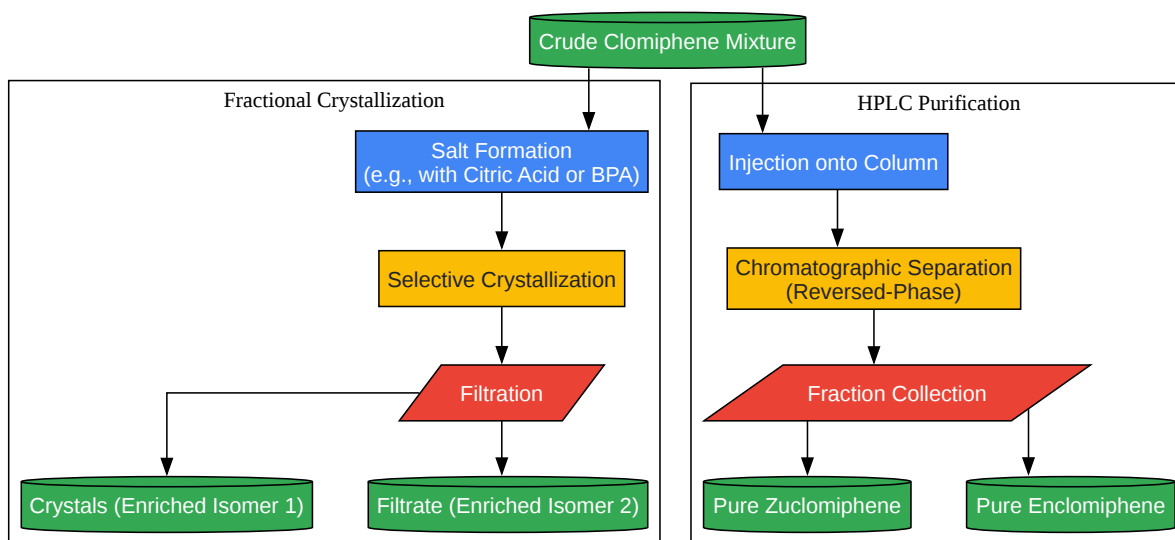 Crude Clomiphene Mixture
Fractional Crystallization
Salt Formation
(e.g., with Citric Acid or BPA)
Selective Crystallization
Filtration
Crystals (Enriched Isomer 1)
Filtrate (Enriched Isomer 2)
HPLC Purification
Injection onto Column
Chromatographic Separation
(Reversed-Phase)
Fraction Collection
Pure Zuclomiphene
Pure Enclomiphene